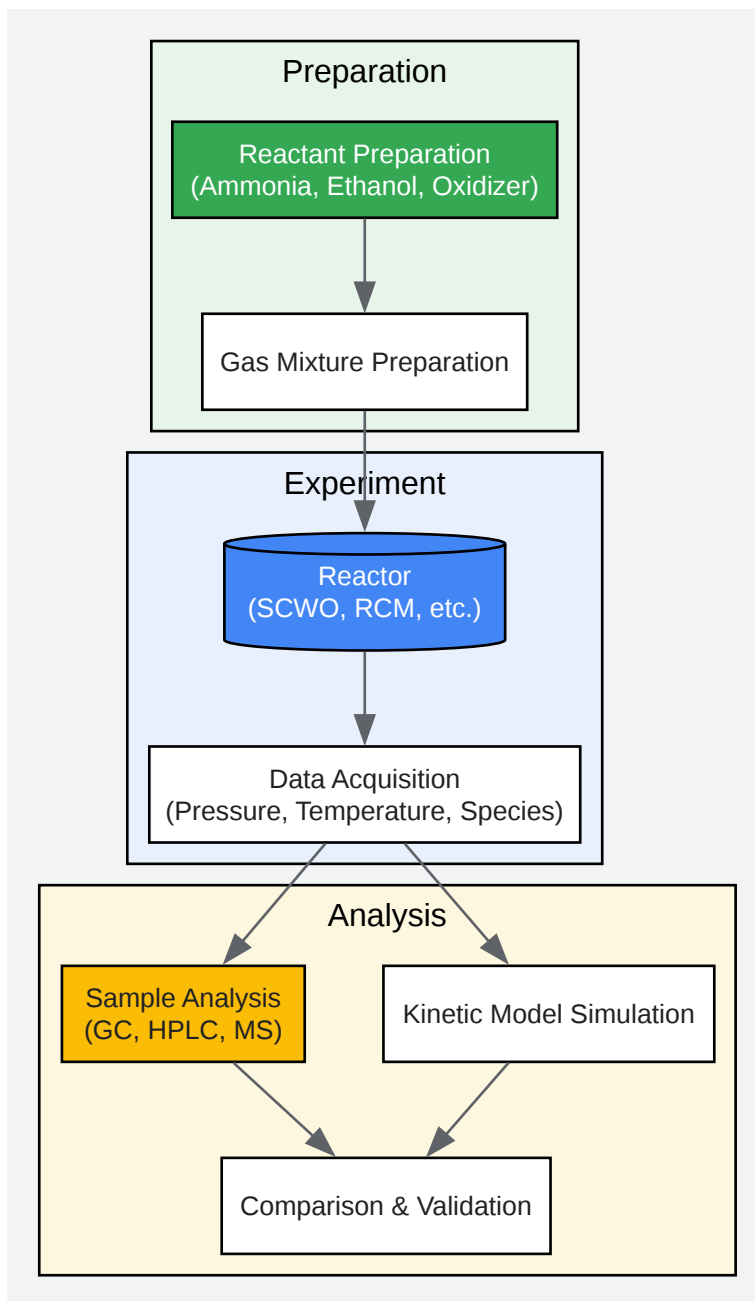 Preparation
Reactant Preparation
(Ammonia, Ethanol, Oxidizer)
Gas Mixture Preparation
Experiment
Reactor
(SCWO, RCM, etc.)
Data Acquisition
(Pressure, Temperature, Species)
Analysis
Sample Analysis
(GC, HPLC, MS)
Kinetic Model Simulation
Comparison & Validation